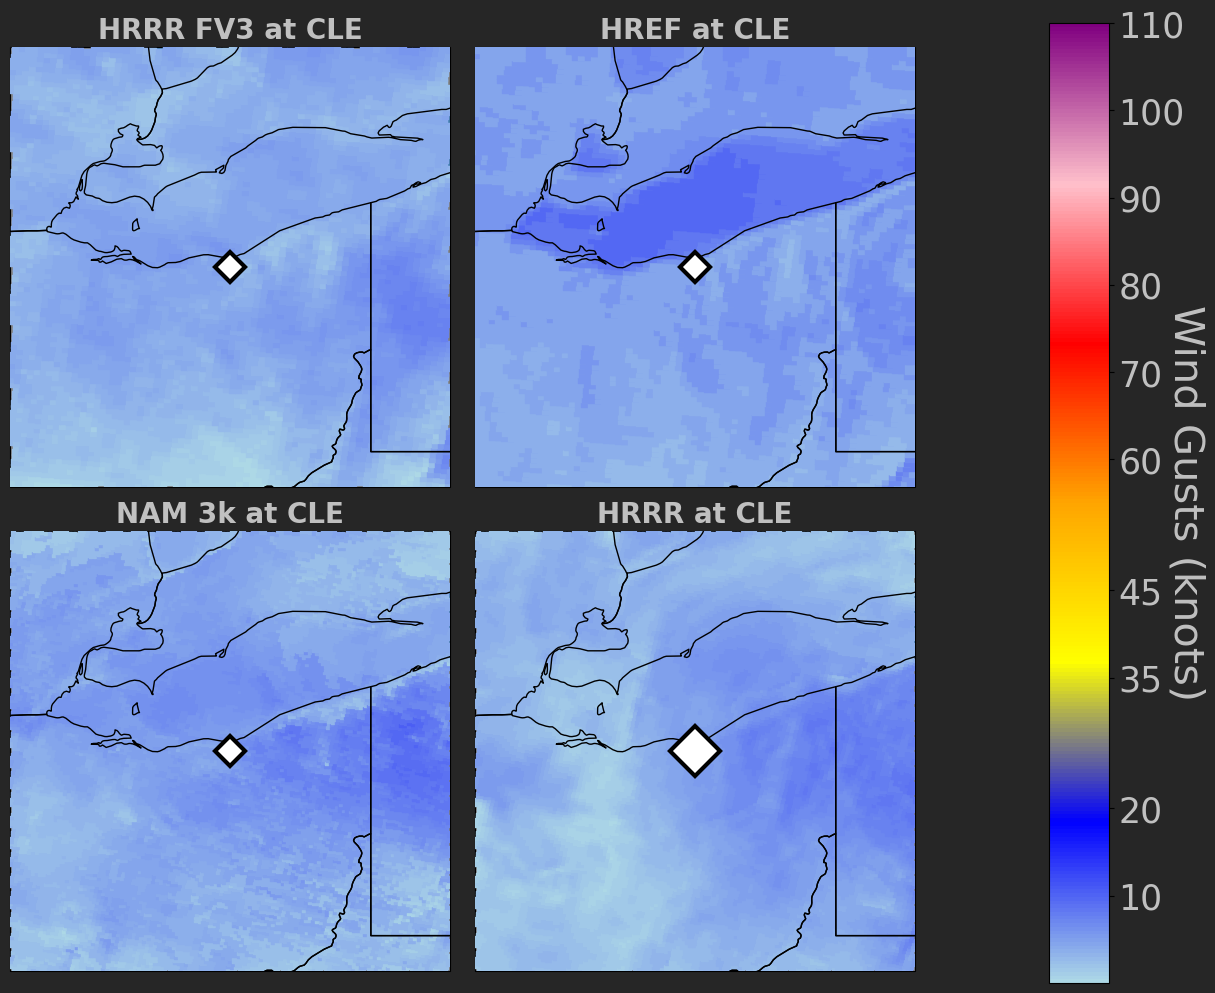 HRRR FV3 at CLE
HREF at CLE
NAM 3k at CLE
HRRR at CLE
110
100
90
80
70
60
45
35
20
10
Wind Gusts (knots)